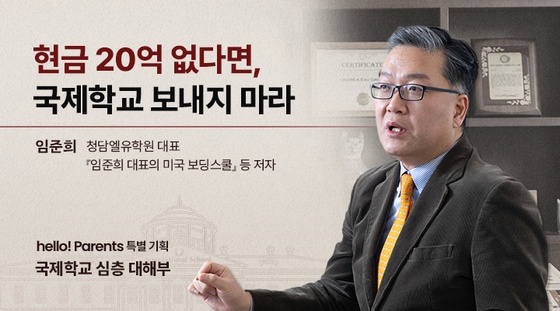 현금 20억 없다면,
국제학교 보내지 마라
임준희 청담엘유학원 대표
『임준희 대표의 미국 보딩스쿨』 등 저자
hello! Parents 특별 기획
국제학교 심층 대해부
CERTIFICATE